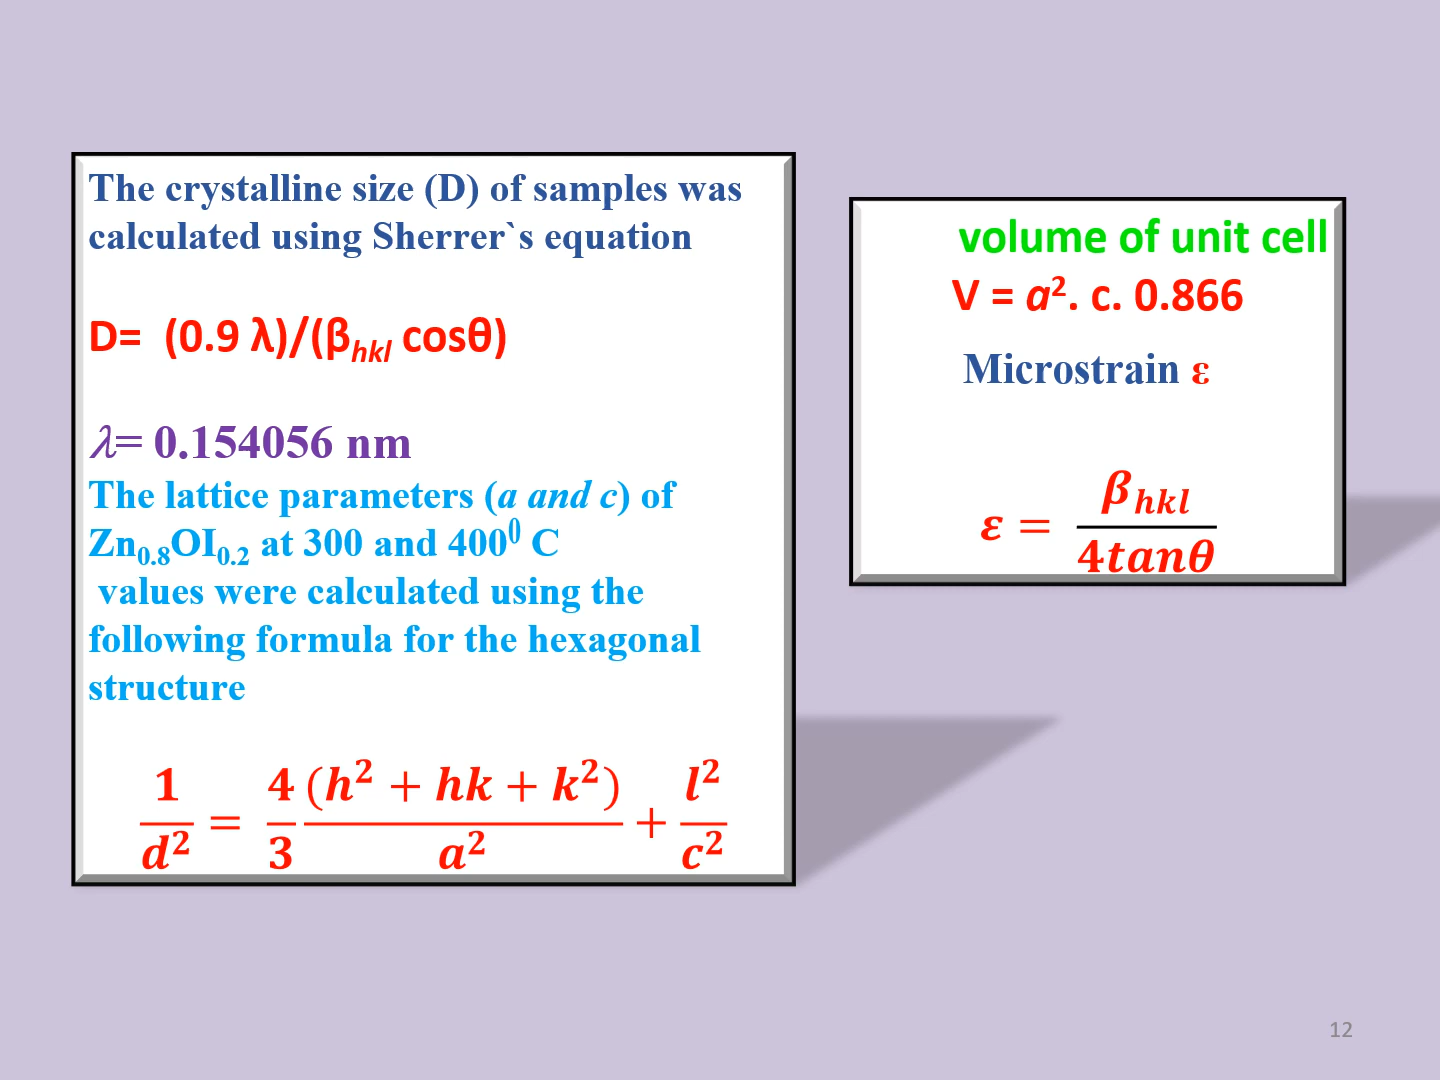 The crystalline size (D) of samples was
calculated using Sherrer`s equation
D= (0.9 λ)/(βhkl cosθ)
λ= 0.154056 nm
The lattice parameters (a and c) of
Zn0.8OI0.2 at 300 and 400⁰ C
values were calculated using the
following formula for the hexagonal
structure
1/d² = 4/3 (h² + hk + k²)/a² + l²/c²
volume of unit cell
V = a². c. 0.866
Microstrain ε
ε = βhkl/4tanθ
12